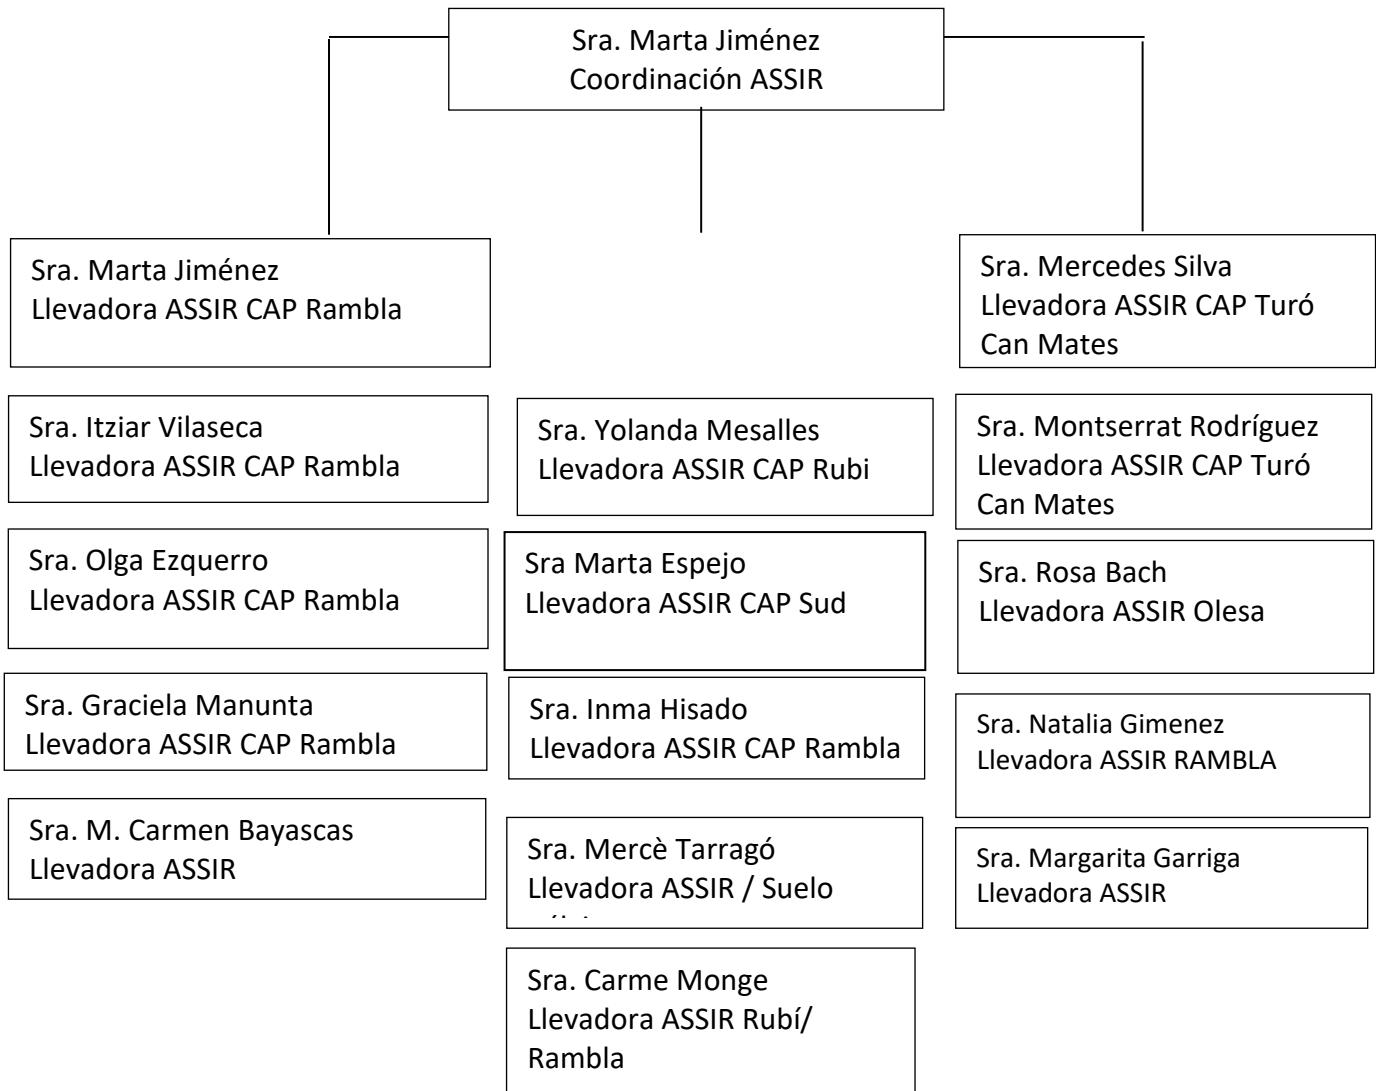 Sra. Marta Jiménez
Coordinación ASSIR
Sra. Marta Jiménez
Llevadora ASSIR CAP Rambla
Sra. Mercedes Silva
Llevadora ASSIR CAP Turó
Can Mates
Sra. Itziar Vilaseca
Llevadora ASSIR CAP Rambla
Sra. Yolanda Mesalles
Llevadora ASSIR CAP Rubi
Sra. Montserrat Rodríguez
Llevadora ASSIR CAP Turó
Can Mates
Sra. Olga Ezquerro
Llevadora ASSIR CAP Rambla
Sra Marta Espejo
Llevadora ASSIR CAP Sud
Sra. Rosa Bach
Llevadora ASSIR Olesa
Sra. Graciela Manunta
Llevadora ASSIR CAP Rambla
Sra. Inma Hisado
Llevadora ASSIR CAP Rambla
Sra. Natalia Gimenez
Llevadora ASSIR RAMBLA
Sra. M. Carmen Bayascas
Llevadora ASSIR
Sra. Mercè Tarragó
Llevadora ASSIR / Suelo
Sra. Margarita Garriga
Llevadora ASSIR
Sra. Carme Monge
Llevadora ASSIR Rubí/
Rambla